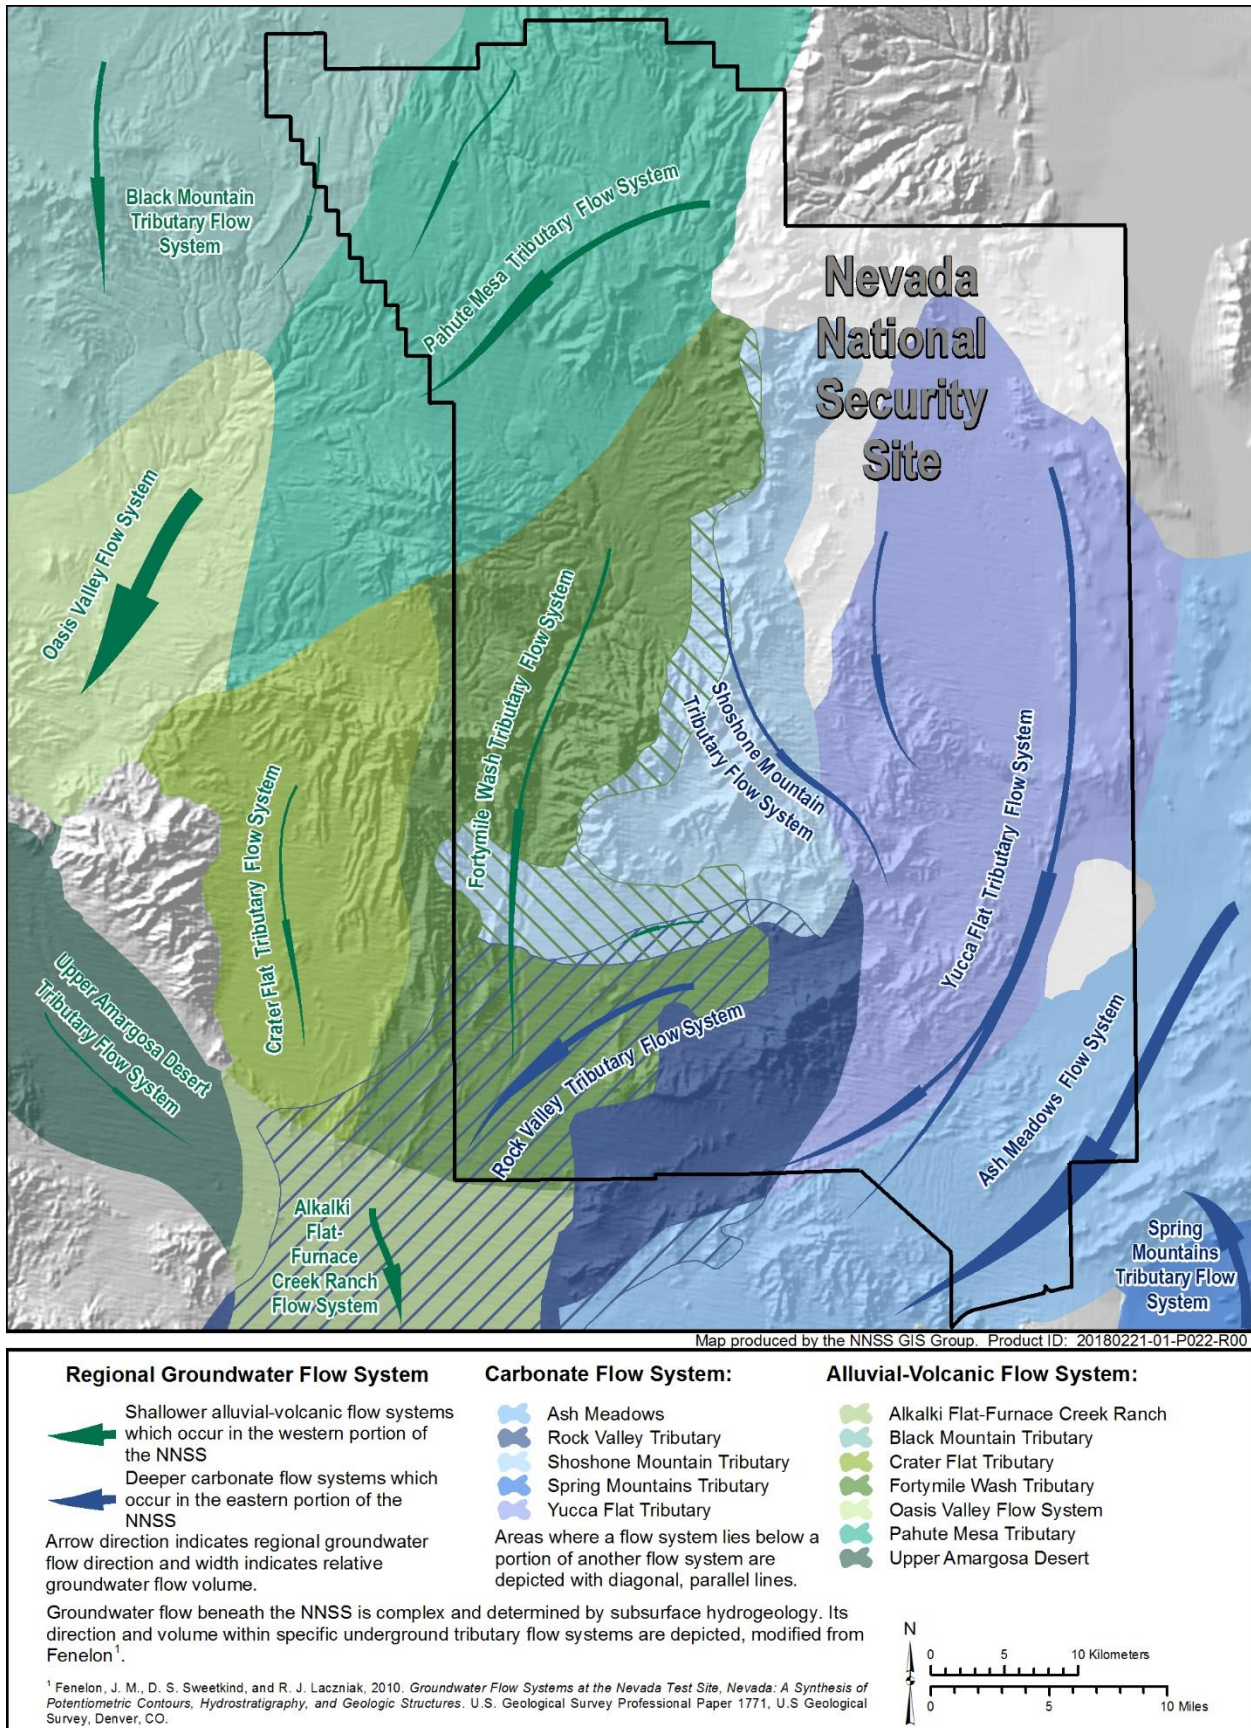 Black Mountain
Tributary Flow
System
Pahute Mesa Tributary Flow System
Nevada
National
Security
Site
Oasis Valley Flow System
Fortymile Wash Tributary Flow System
Shoshone Mountain
Tributary Flow System
Yucca Flat Tributary Flow System
Crater Flat Tributary Flow System
Upper Amargosa Desert
Tributary Flow System
Rock Valley Tributary Flow System
Ash Meadows Flow System
Alkalki
Flat-
Furnace
Creek Ranch
Flow System
Spring
Mountains
Tributary Flow
System
Map produced by the NNSS GIS Group. Product ID: 20180221-01-P022-R00
Regional Groundwater Flow System
Shallower alluvial-volcanic flow systems
which occur in the western portion of
the NNSS
Deeper carbonate flow systems which
occur in the eastern portion of the
NNSS
Arrow direction indicates regional groundwater
flow direction and width indicates relative
groundwater flow volume.
Carbonate Flow System:
Ash Meadows
Rock Valley Tributary
Shoshone Mountain Tributary
Spring Mountains Tributary
Yucca Flat Tributary
Areas where a flow system lies below a
portion of another flow system are
depicted with diagonal, parallel lines.
Alluvial-Volcanic Flow System:
Alkalki Flat-Furnace Creek Ranch
Black Mountain Tributary
Crater Flat Tributary
Fortymile Wash Tributary
Oasis Valley Flow System
Pahute Mesa Tributary
Upper Amargosa Desert
Groundwater flow beneath the NNSS is complex and determined by subsurface hydrogeology. Its
direction and volume within specific underground tributary flow systems are depicted, modified from
Fenelon¹.
¹ Fenelon, J. M., D. S. Sweetkind, and R. J. Laczniak, 2010. Groundwater Flow Systems at the Nevada Test Site, Nevada: A Synthesis of
Potentiometric Contours, Hydrostratigraphy, and Geologic Structures. U.S. Geological Survey Professional Paper 1771, U.S Geological
Survey, Denver, CO.
N
0 5 10 Kilometers
0 5 10 Miles